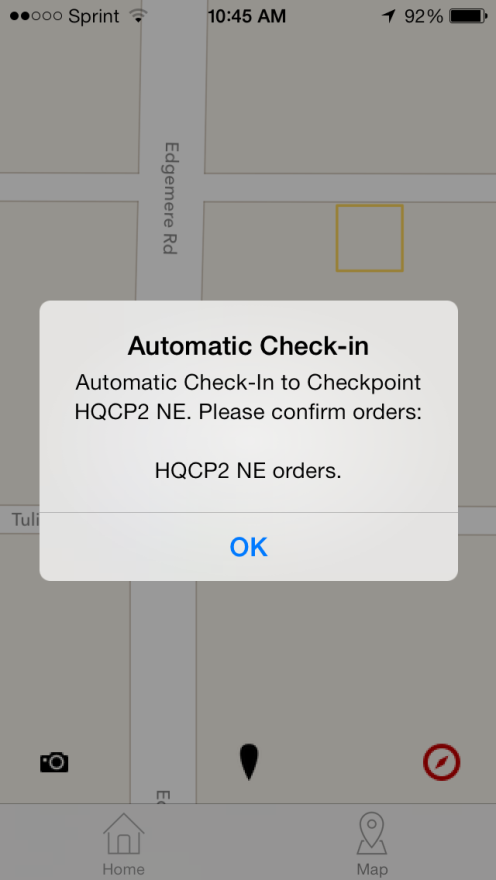 Sprint 10:45 AM 92%
Edgemere Rd
Automatic Check-in
Automatic Check-In to Checkpoint
HQCP2 NE. Please confirm orders:
HQCP2 NE orders.
Tuli
OK
Home Map